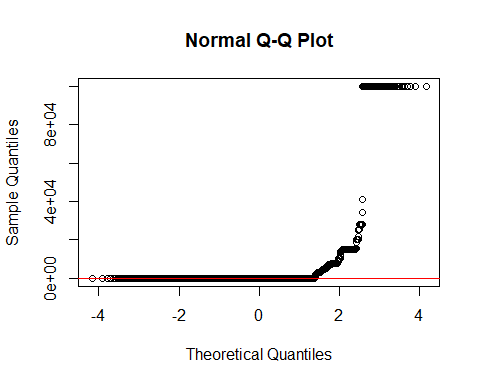 Normal Q-Q Plot
Sample Quantiles
8e+04
4e+04
0e+00
-4 -2 0 2 4
Theoretical Quantiles